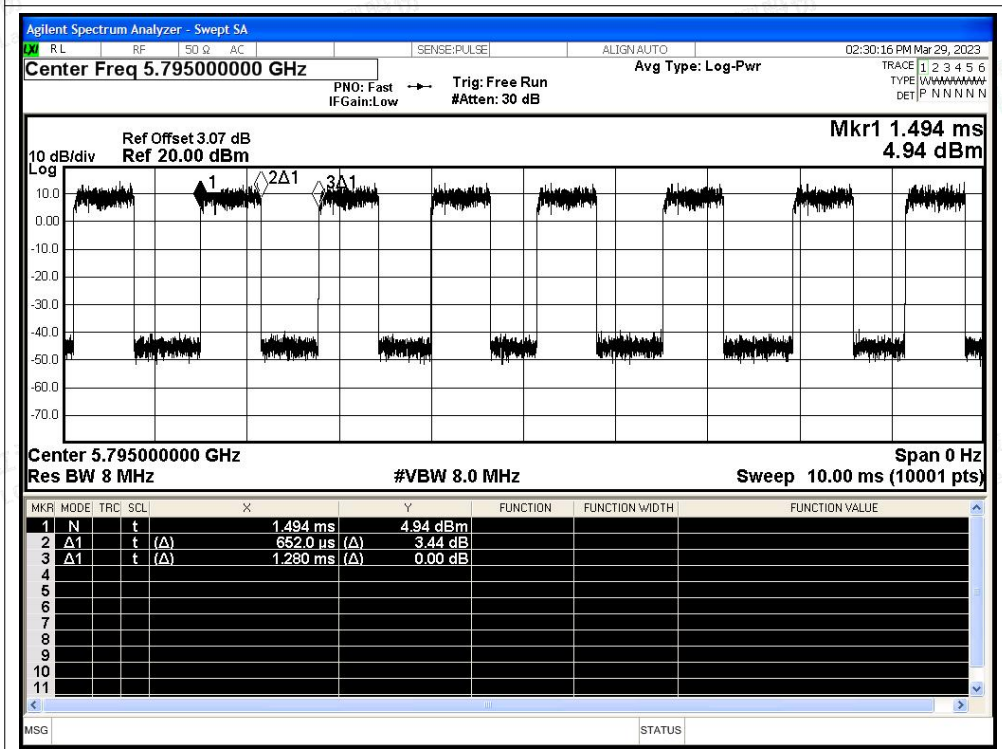 Agilent Spectrum Analyzer - Swept SA
LXI RL RF 50 Ω AC SENSE:PULSE ALIGN AUTO 02:30:16 PM Mar 29, 2023
Center Freq 5.795000000 GHz Avg Type: Log-Pwr TRACE 1 2 3 4 5 6
PNO: Fast Trig: Free Run TYPE WWWWWW
IFGain:Low #Atten: 30 dB DET P N N N N N
Mkr1 1.494 ms
4.94 dBm
Ref Offset 3.07 dB
10 dB/div Ref 20.00 dBm
Log
1 2Δ1 3Δ1
10.0
0.00
-10.0
-20.0
-30.0
-40.0
-50.0
-60.0
-70.0
Center 5.795000000 GHz Span 0 Hz
Res BW 8 MHz #VBW 8.0 MHz Sweep 10.00 ms (10001 pts)
MKR MODE TRC SCL X Y FUNCTION FUNCTION WIDTH FUNCTION VALUE
1 N t 1.494 ms 4.94 dBm
2 Δ1 t (Δ) 652.0 µs (Δ) 3.44 dB
3 Δ1 t (Δ) 1.280 ms (Δ) 0.00 dB
4
5
6
7
8
9
10
11
MSG STATUS